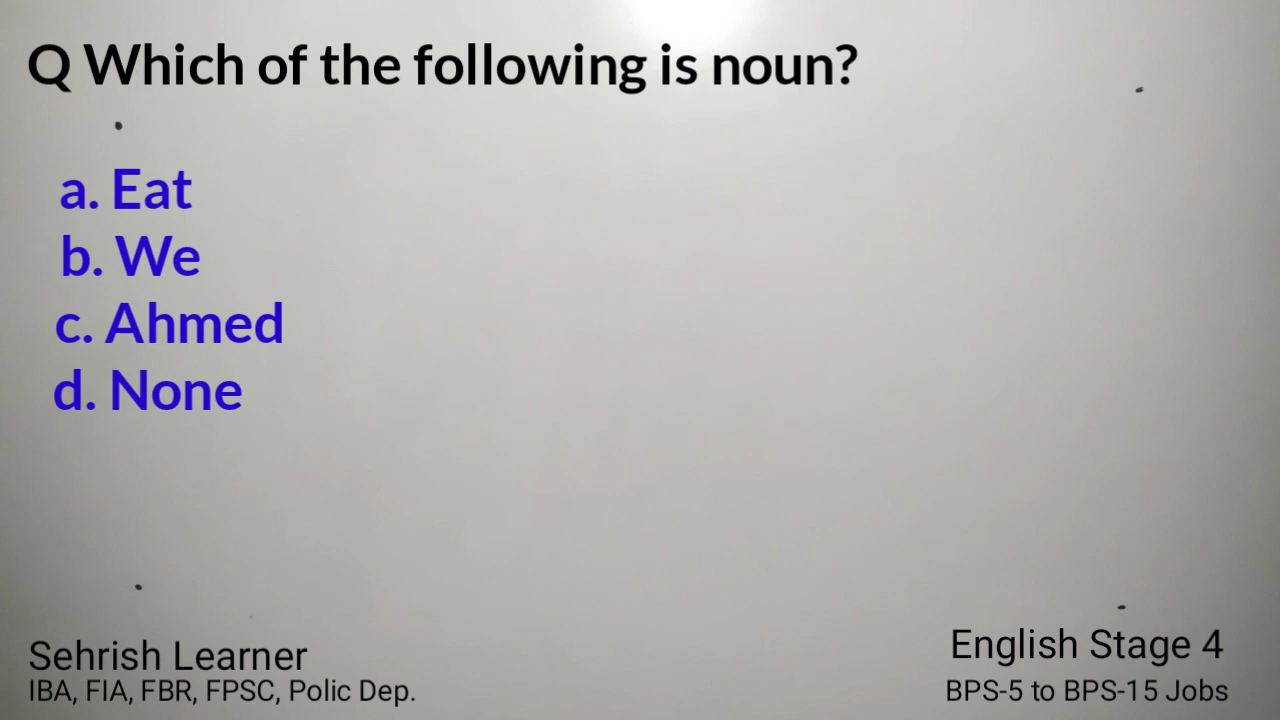 Q Which of the following is noun?
a. Eat
b. We
c. Ahmed
d. None
Sehrish Learner
IBA, FIA, FBR, FPSC, Polic Dep.
English Stage 4
BPS-5 to BPS-15 Jobs